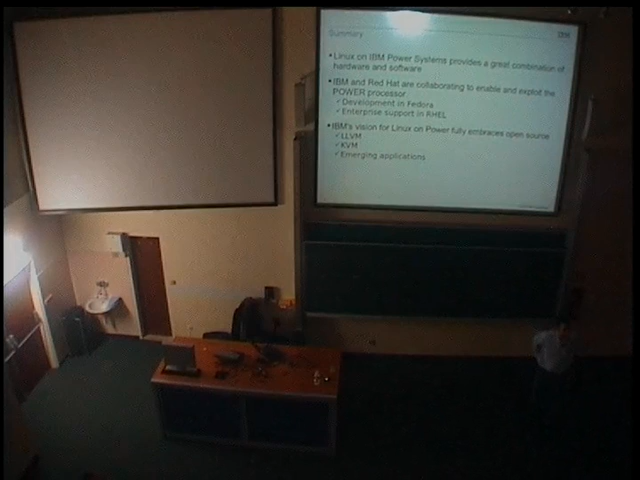 Summary
IBM
•Linux on IBM Power Systems provides a great combination of
hardware and software
•IBM and Red Hat are collaborating to enable and exploit the
POWER processor
✓Development in Fedora
✓Enterprise support in RHEL
•IBM's vision for Linux on Power fully embraces open source
✓LLVM
✓KVM
✓Emerging applications